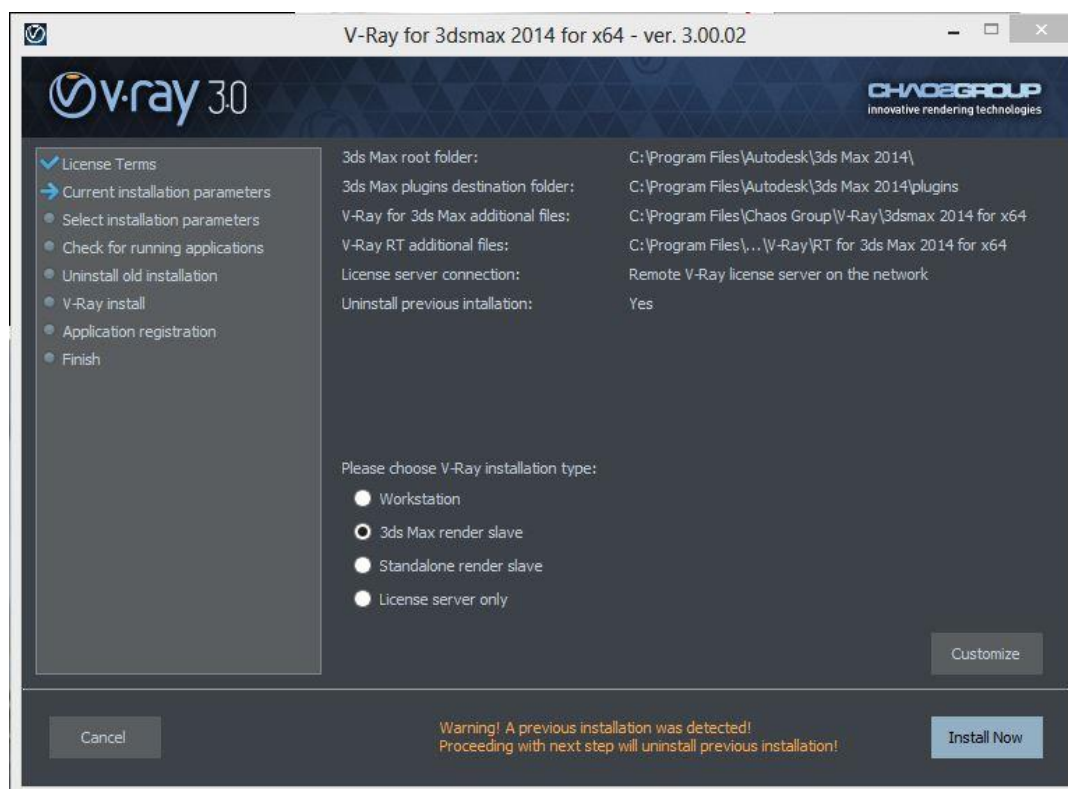 V-Ray for 3dsmax 2014 for x64 - ver. 3.00.02
v·ray 3.0
CHAOSGROUP
innovative rendering technologies
License Terms
Current installation parameters
Select installation parameters
Check for running applications
Uninstall old installation
V-Ray install
Application registration
Finish
3ds Max root folder: C:\Program Files\Autodesk\3ds Max 2014\
3ds Max plugins destination folder: C:\Program Files\Autodesk\3ds Max 2014\plugins
V-Ray for 3ds Max additional files: C:\Program Files\Chaos Group\V-Ray\3dsmax 2014 for x64
V-Ray RT additional files: C:\Program Files\...\V-Ray\RT for 3ds Max 2014 for x64
License server connection: Remote V-Ray license server on the network
Uninstall previous intallation: Yes
Please choose V-Ray installation type:
Workstation
3ds Max render slave
Standalone render slave
License server only
Customize
Cancel
Warning! A previous installation was detected!
Proceeding with next step will uninstall previous installation!
Install Now